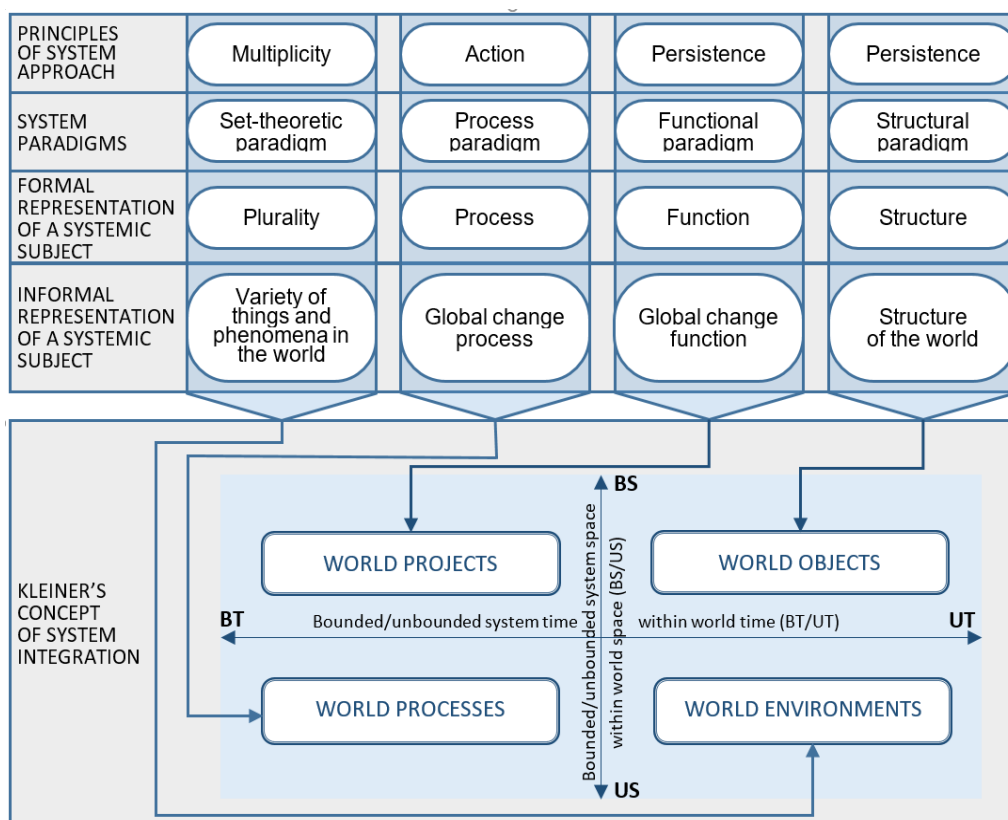 PRINCIPLES
OF SYSTEM
APPROACH
Multiplicity
Action
Persistence
Persistence
SYSTEM
PARADIGMS
Set-theoretic
paradigm
Process
paradigm
Functional
paradigm
Structural
paradigm
FORMAL
REPRESENTATION
OF A SYSTEMIC
SUBJECT
Plurality
Process
Function
Structure
INFORMAL
REPRESENTATION
OF A SYSTEMIC
SUBJECT
Variety of
things and
phenomena in
the world
Global change
process
Global change
function
Structure
of the world
KLEINER'S
CONCEPT
OF SYSTEM
INTEGRATION
BS
WORLD PROJECTS
WORLD OBJECTS
BT
Bounded/unbounded system time
within world time (BT/UT)
UT
Bounded/unbounded system space
within world space (BS/US)
WORLD PROCESSES
WORLD ENVIRONMENTS
US